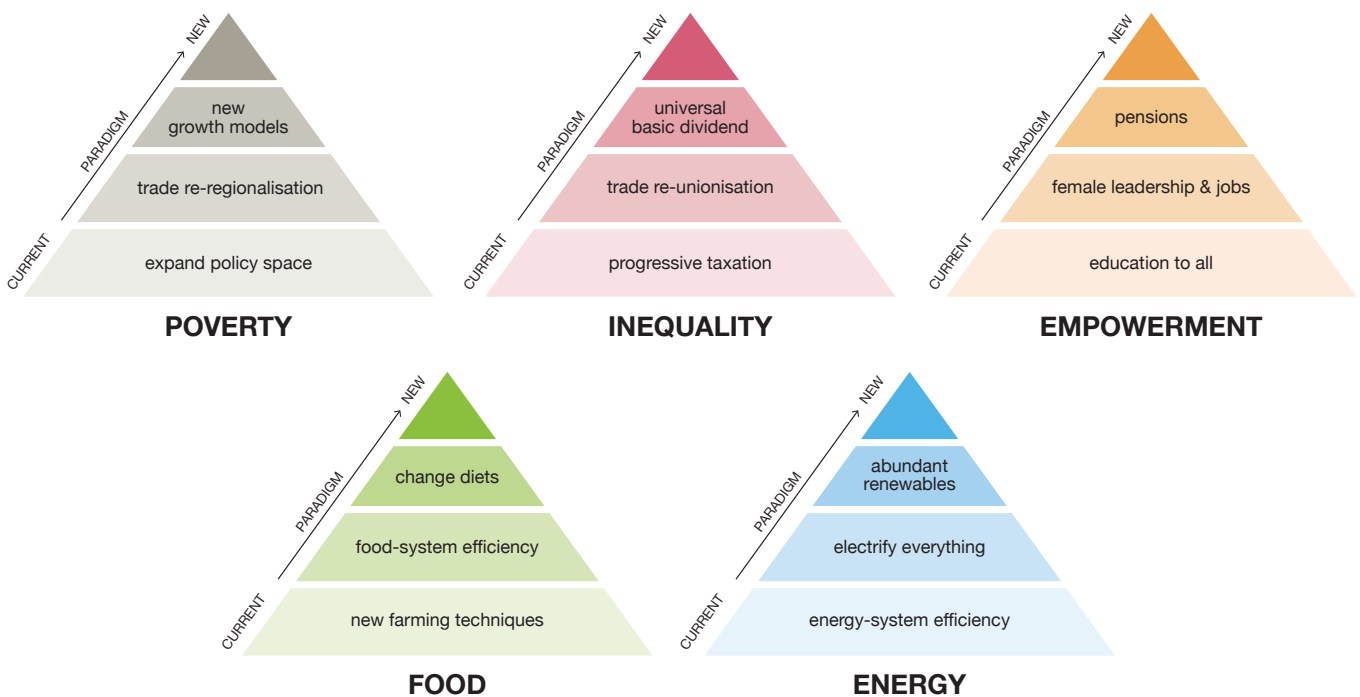 NEW
PARADIGM
CURRENT
new
growth models
trade re-regionalisation
expand policy space
POVERTY
NEW
PARADIGM
CURRENT
universal
basic dividend
trade re-unionisation
progressive taxation
INEQUALITY
NEW
PARADIGM
CURRENT
pensions
female leadership & jobs
education to all
EMPOWERMENT
NEW
PARADIGM
CURRENT
change diets
food-system efficiency
new farming techniques
FOOD
NEW
PARADIGM
CURRENT
abundant
renewables
electrify everything
energy-system efficiency
ENERGY